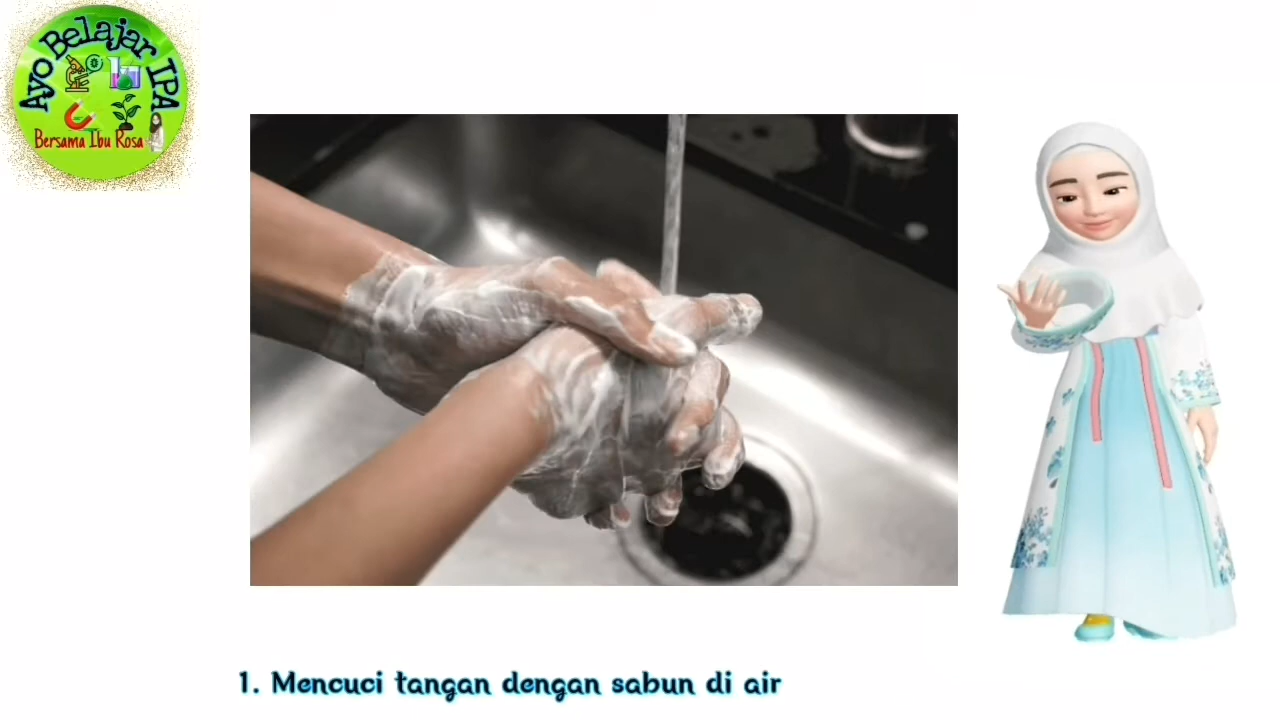 Ayo Belajar IPA
Bersama Ibu Rosa
1. Mencuci tangan dengan sabun di air